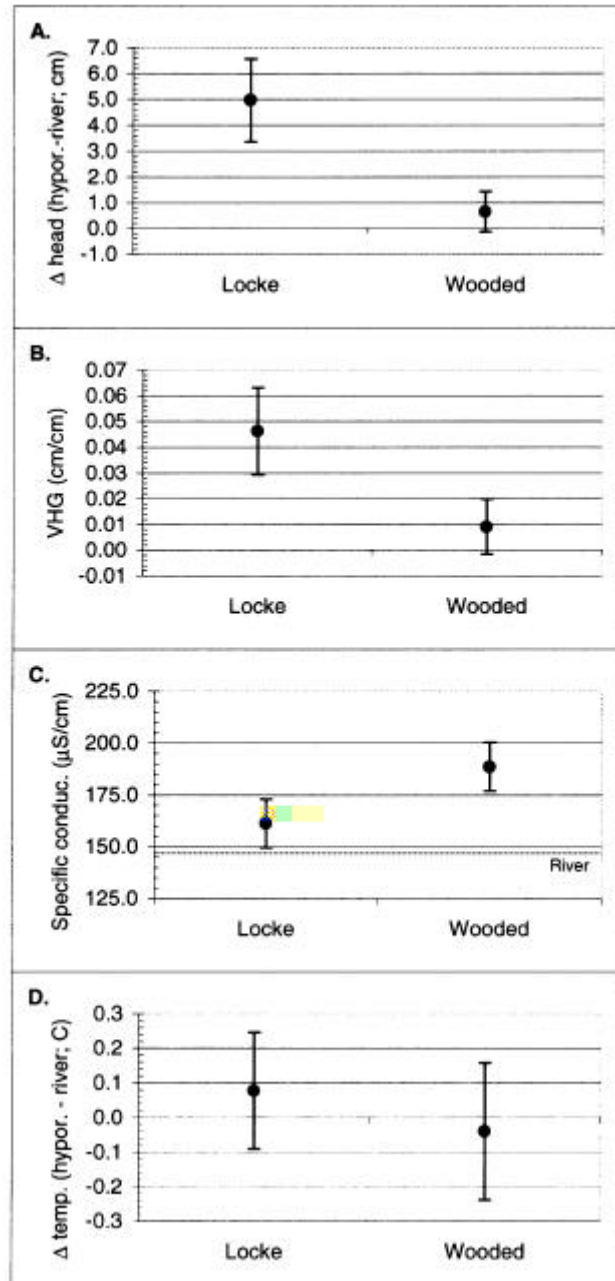 A.
Δ head (hypor.-river; cm)
7.0
6.0
5.0
4.0
3.0
2.0
1.0
0.0
-1.0
Locke Wooded
B.
VHG (cm/cm)
0.07
0.06
0.05
0.04
0.03
0.02
0.01
0.00
-0.01
Locke Wooded
C.
Specific conduc. (μS/cm)
225.0
200.0
175.0
150.0
125.0
River
Locke Wooded
D.
Δ temp. (hypor. - river; C)
0.3
0.2
0.1
0.0
-0.1
-0.2
-0.3
Locke Wooded